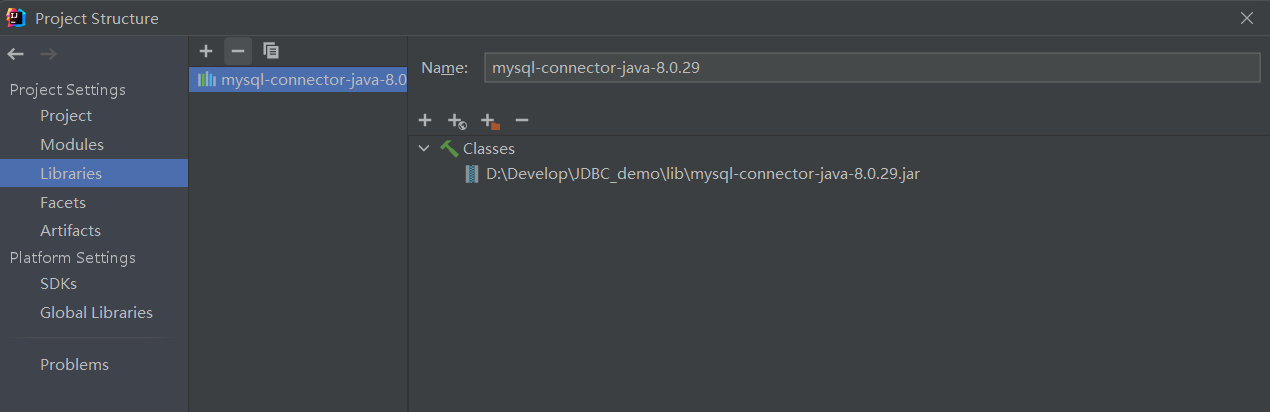 Project Structure
Project Settings
Project
Modules
Libraries
Facets
Artifacts
Platform Settings
SDKs
Global Libraries
Problems
mysql-connector-java-8.0
Name: mysql-connector-java-8.0.29
Classes
D:\Develop\JDBC_demo\lib\mysql-connector-java-8.0.29.jar